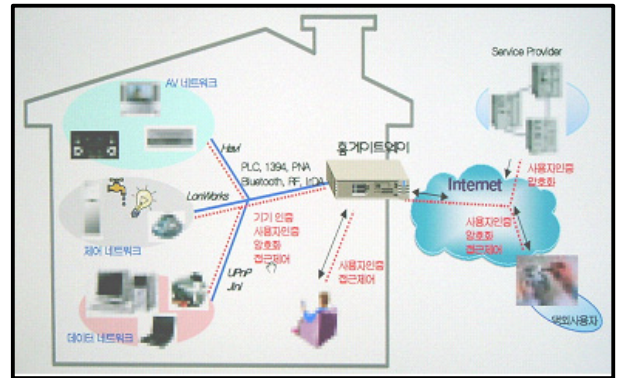 Service Provider
AV 네트워크
Havi
PLC, 1394, PNA
Bluetooth, RF, IrDA
홈게이트웨이
Internet
사용자인증
암호화
LonWorks
제어 네트워크
기기 인증
사용자인증
암호화
접근제어
사용자인증
암호화
접근제어
사용자인증
접근제어
UPnP
Jini
데이터 네트워크
댁외사용자